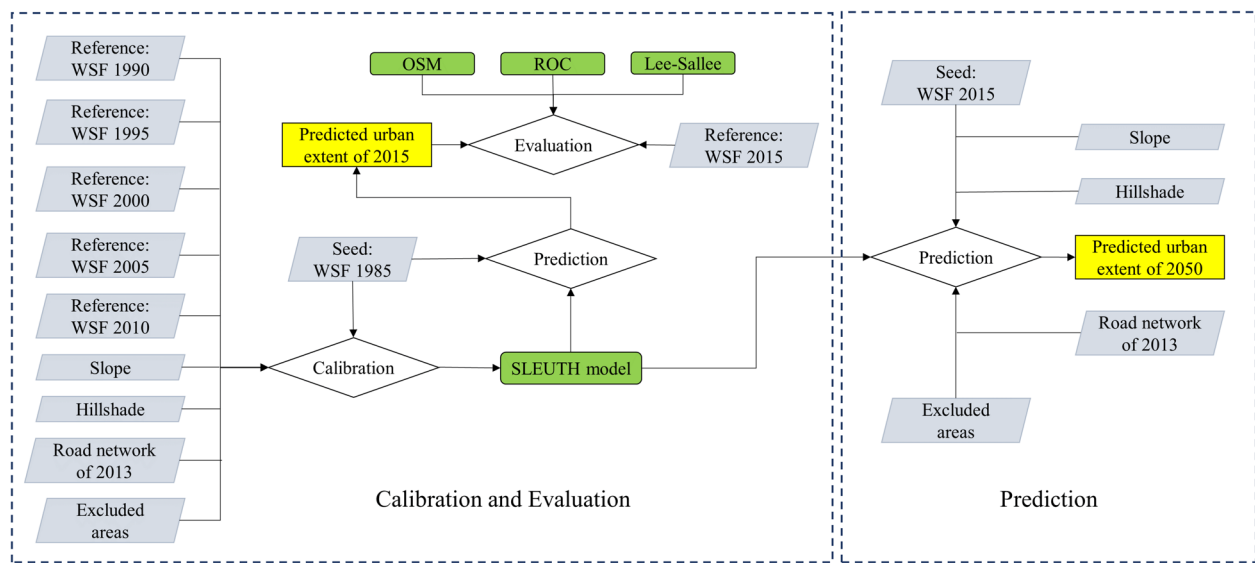 Reference:
WSF 1990
Reference:
WSF 1995
Reference:
WSF 2000
Reference:
WSF 2005
Reference:
WSF 2010
Slope
Hillshade
Road network
of 2013
Excluded
areas
OSM
ROC
Lee-Sallee
Predicted urban
extent of 2015
Evaluation
Reference:
WSF 2015
Seed:
WSF 1985
Prediction
Calibration
SLEUTH model
Calibration and Evaluation
Seed:
WSF 2015
Slope
Hillshade
Prediction
Predicted urban
extent of 2050
Road network
of 2013
Excluded
areas
Prediction